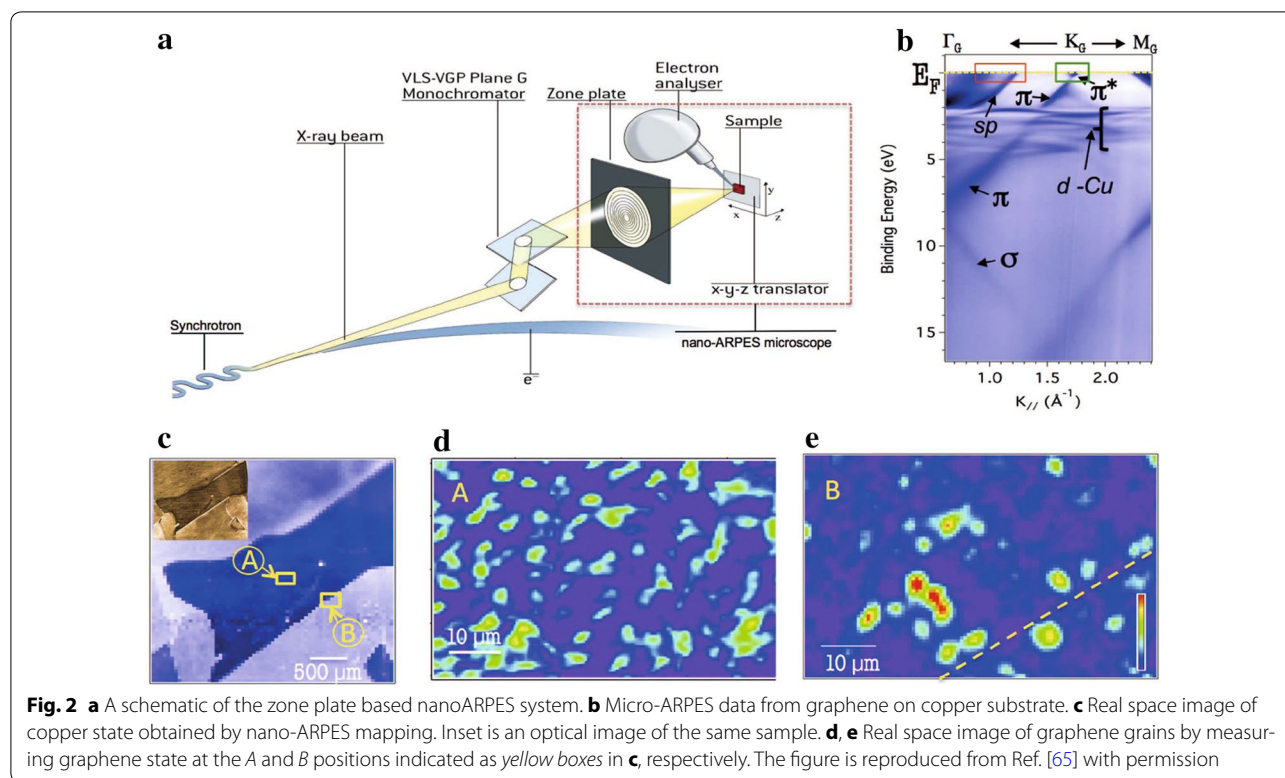 a
VLS-VGP Plane G
Monochromator
Zone plate
Electron
analyser
Sample
X-ray beam
y
x
z
x-y-z translator
Synchrotron
nano-ARPES microscope
e⁻
b
Γ_G
K_G
M_G
E_F
π
π*
sp
d -Cu
π
σ
5
10
15
Binding Energy (eV)
1.0
1.5
2.0
K// (Å⁻¹)
c
A
B
500 µm
d
A
10 µm
e
B
10 µm
Fig. 2 a A schematic of the zone plate based nanoARPES system. b Micro-ARPES data from graphene on copper substrate. c Real space image of
copper state obtained by nano-ARPES mapping. Inset is an optical image of the same sample. d, e Real space image of graphene grains by measur-
ing graphene state at the A and B positions indicated as yellow boxes in c, respectively. The figure is reproduced from Ref. [65] with permission